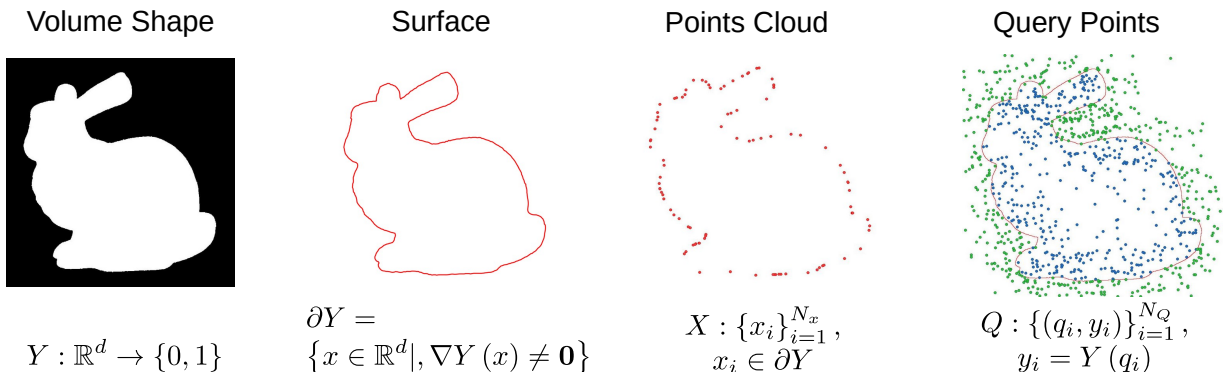 Volume Shape
Surface
Points Cloud
Query Points
Y : ℝ^d → {0, 1}
∂Y =
{x ∈ ℝ^d|, ∇Y (x) ≠ 𝟎}
X : {x_i}_{i=1}^{N_x} ,
x_i ∈ ∂Y
Q : {(q_i, y_i)}_{i=1}^{N_Q} ,
y_i = Y (q_i)